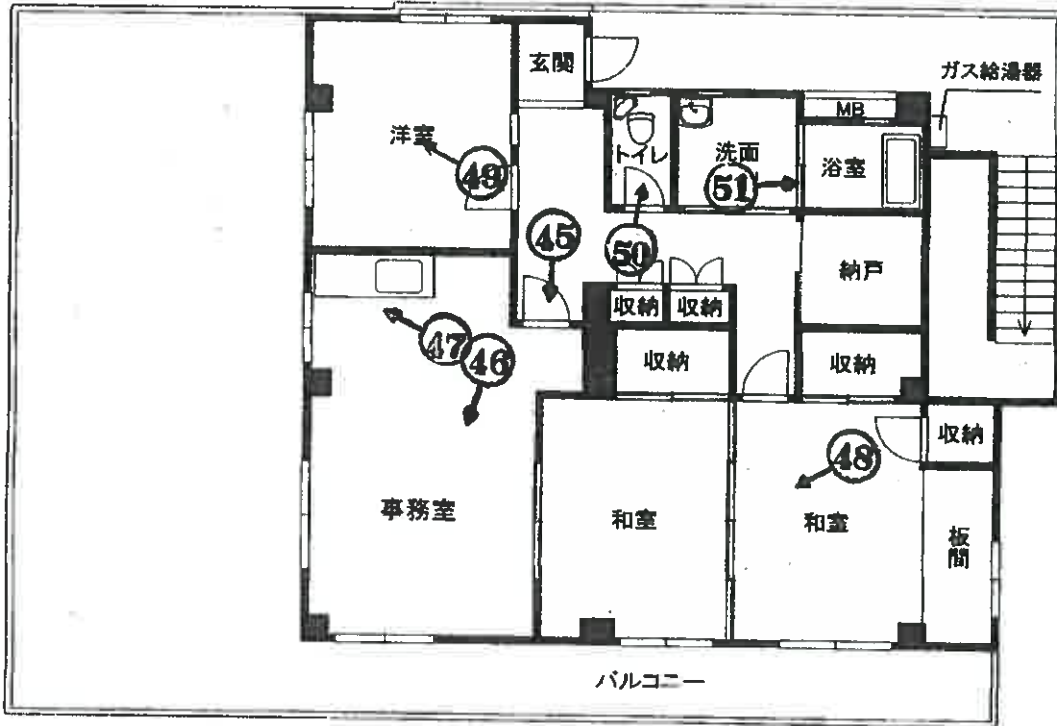 玄関
ガス給湯器
MB
洋室
トイレ
洗面
浴室
49
51
45
50
納戸
収納
収納
47
46
収納
収納
収納
48
事務室
和室
和室
板間
バルコニー